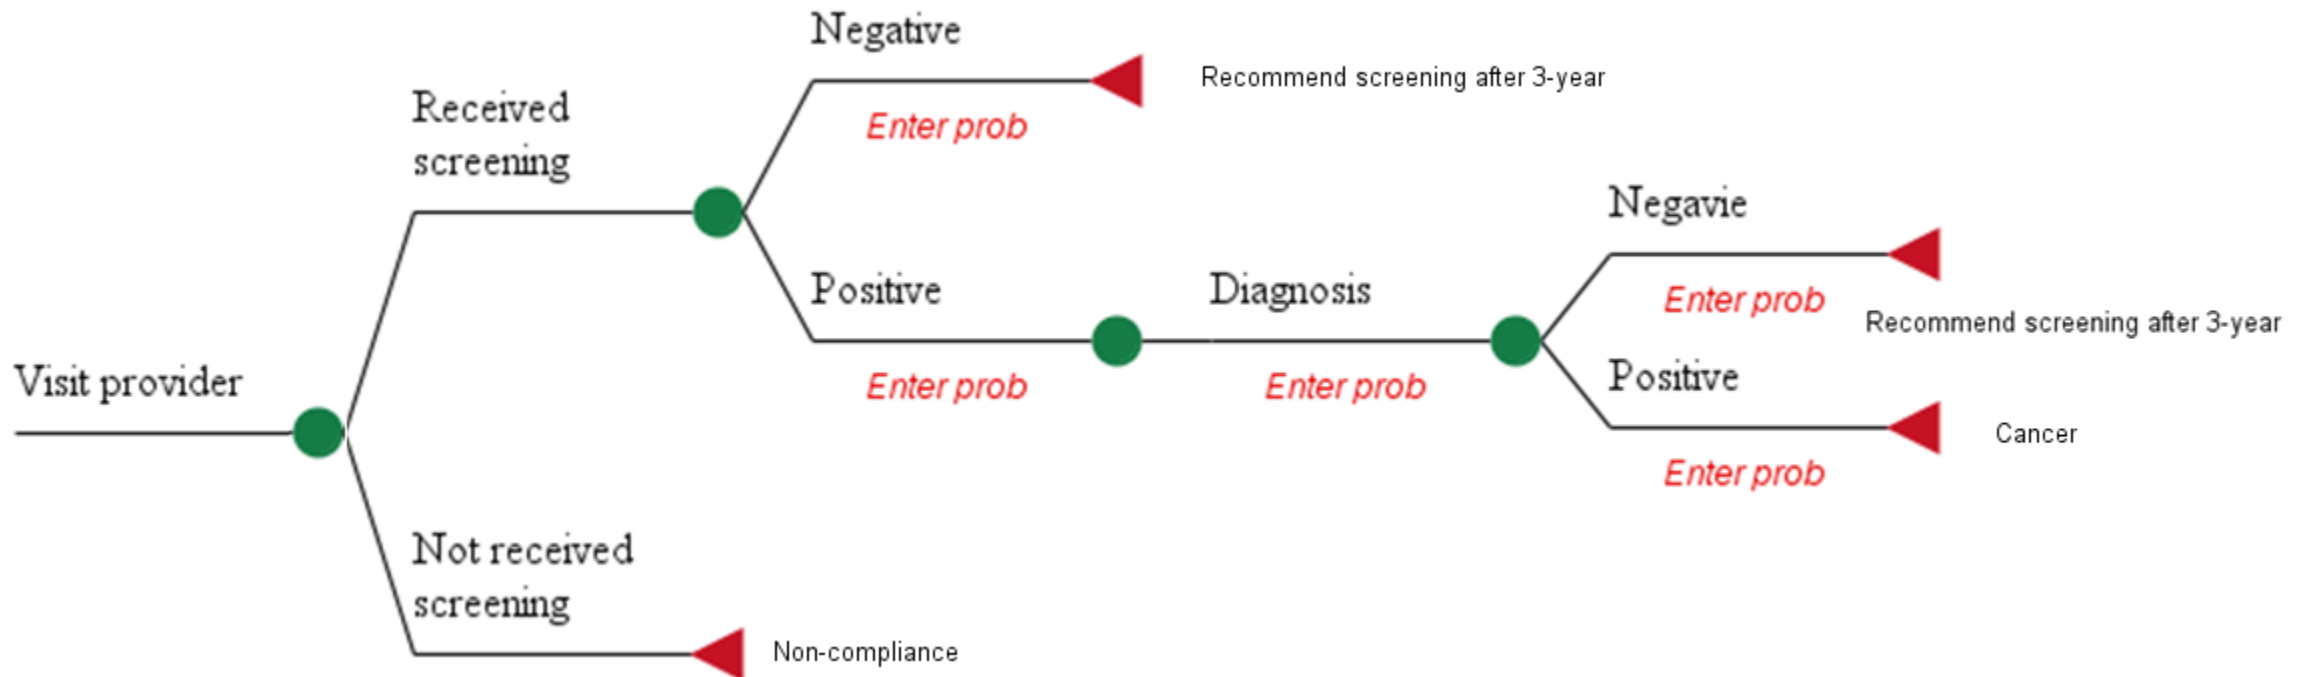 Negative
Recommend screening after 3-year
Enter prob
Received
screening
Negavie
Enter prob
Recommend screening after 3-year
Positive
Diagnosis
Enter prob
Enter prob
Positive
Cancer
Enter prob
Visit provider
Not received
screening
Non-compliance